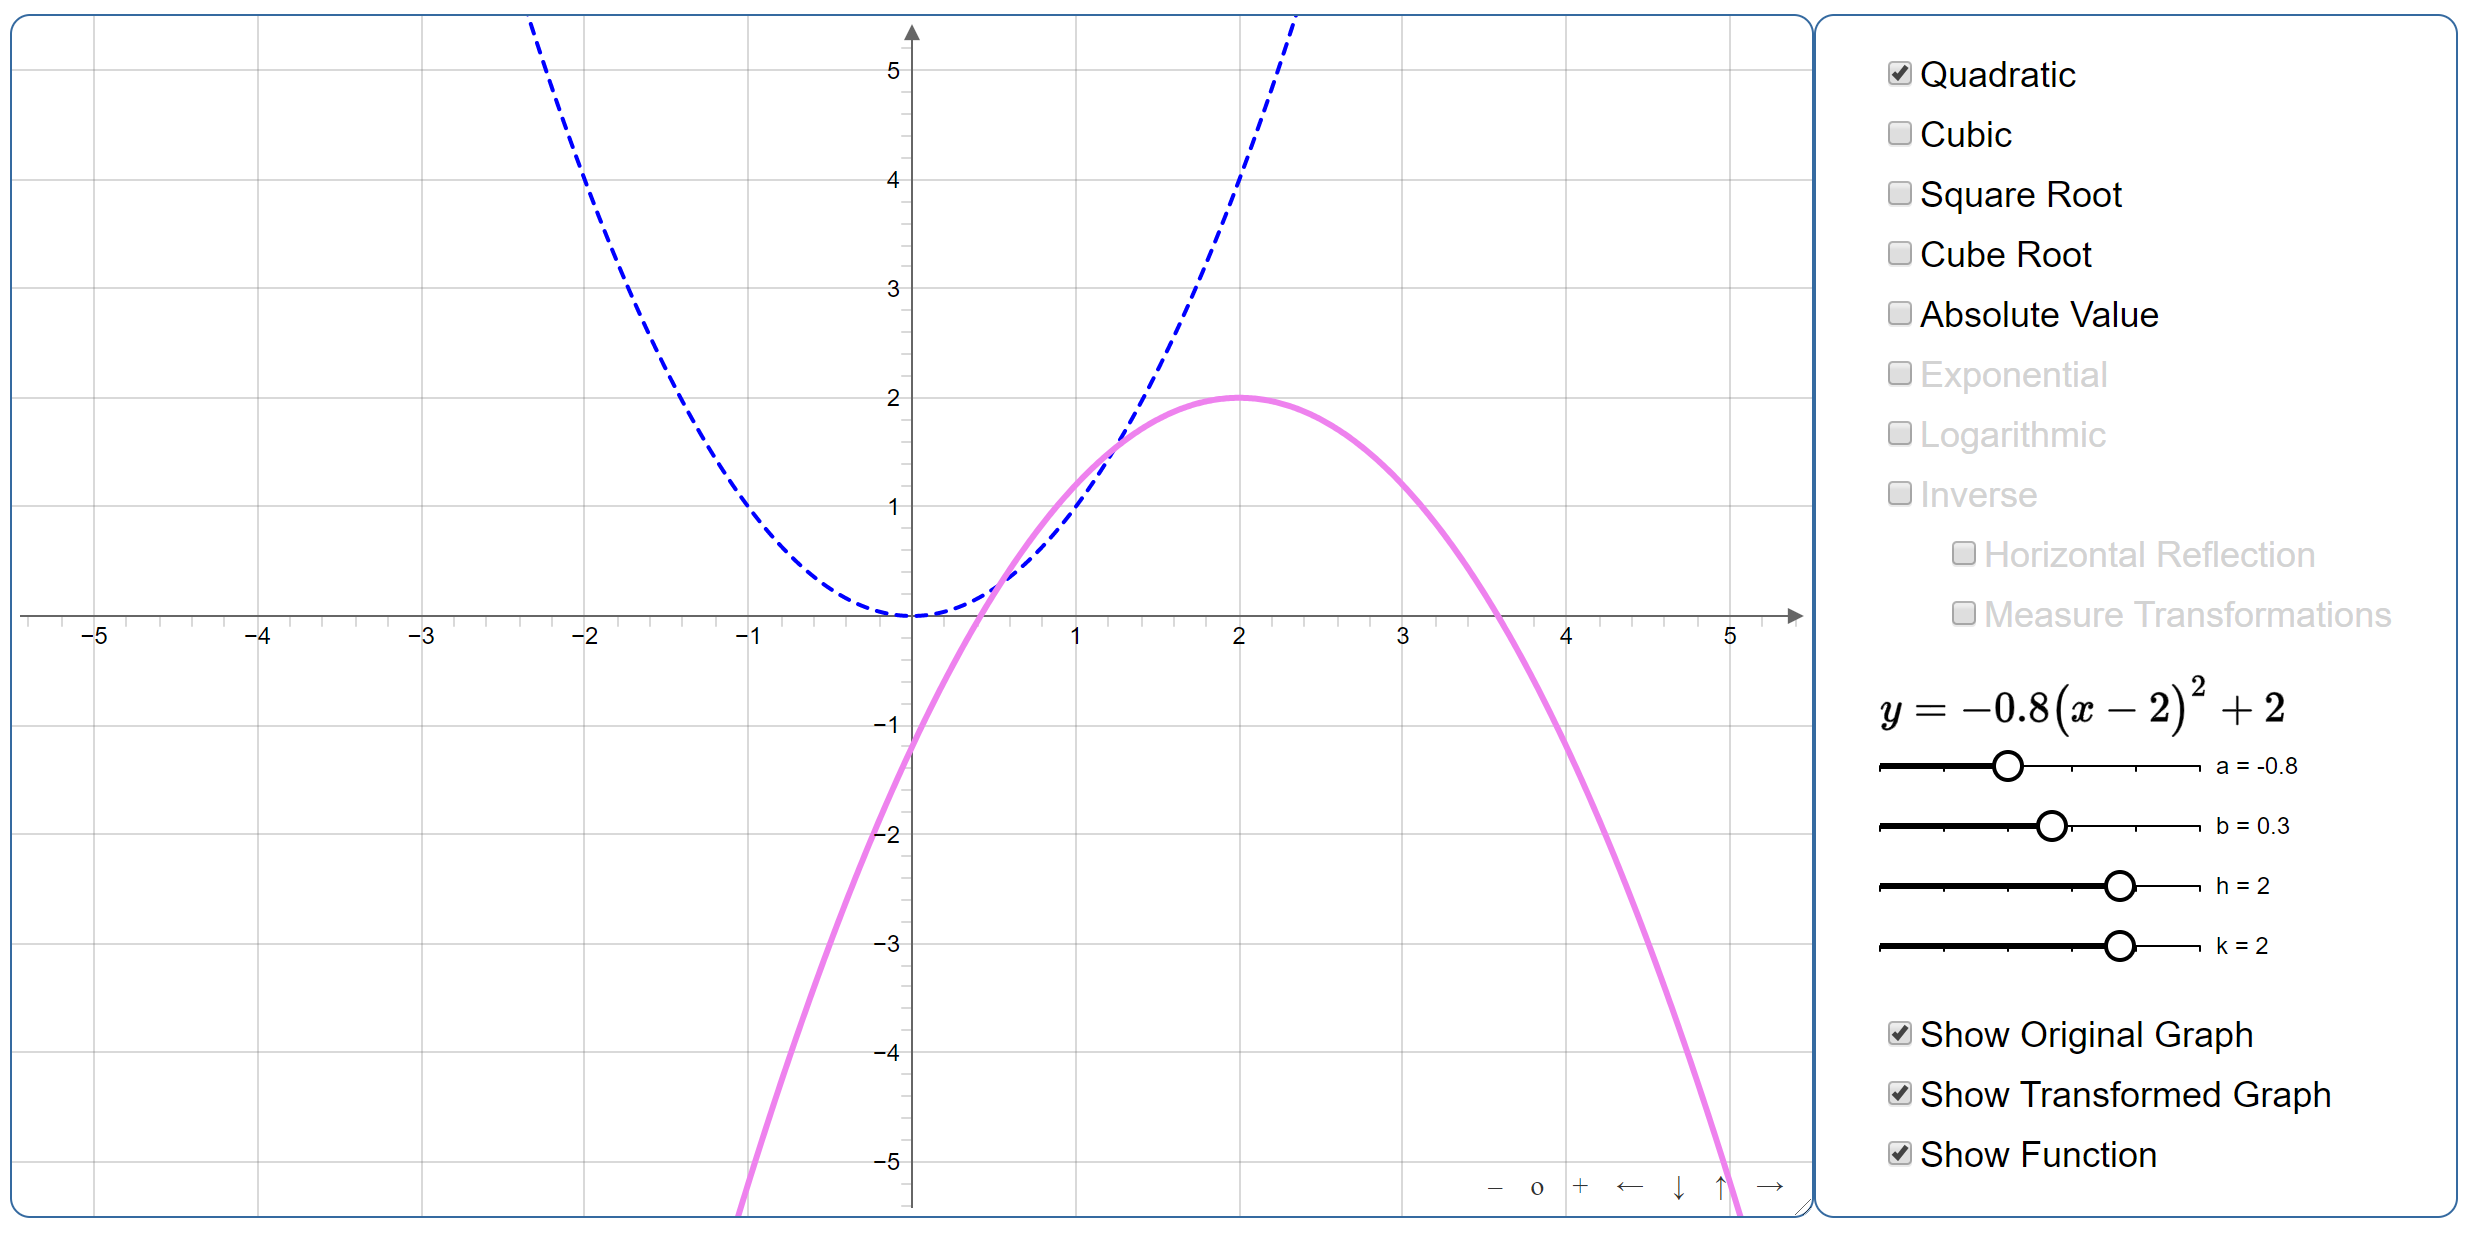 5
4
3
2
1
−5 −4 −3 −2 −1 1 2 3 4 5
−1
−2
−3
−4
−5
− o + ← ↓ ↑ →
Quadratic
Cubic
Square Root
Cube Root
Absolute Value
Exponential
Logarithmic
Inverse
Horizontal Reflection
Measure Transformations
y = −0.8(x − 2)² + 2
a = -0.8
b = 0.3
h = 2
k = 2
Show Original Graph
Show Transformed Graph
Show Function